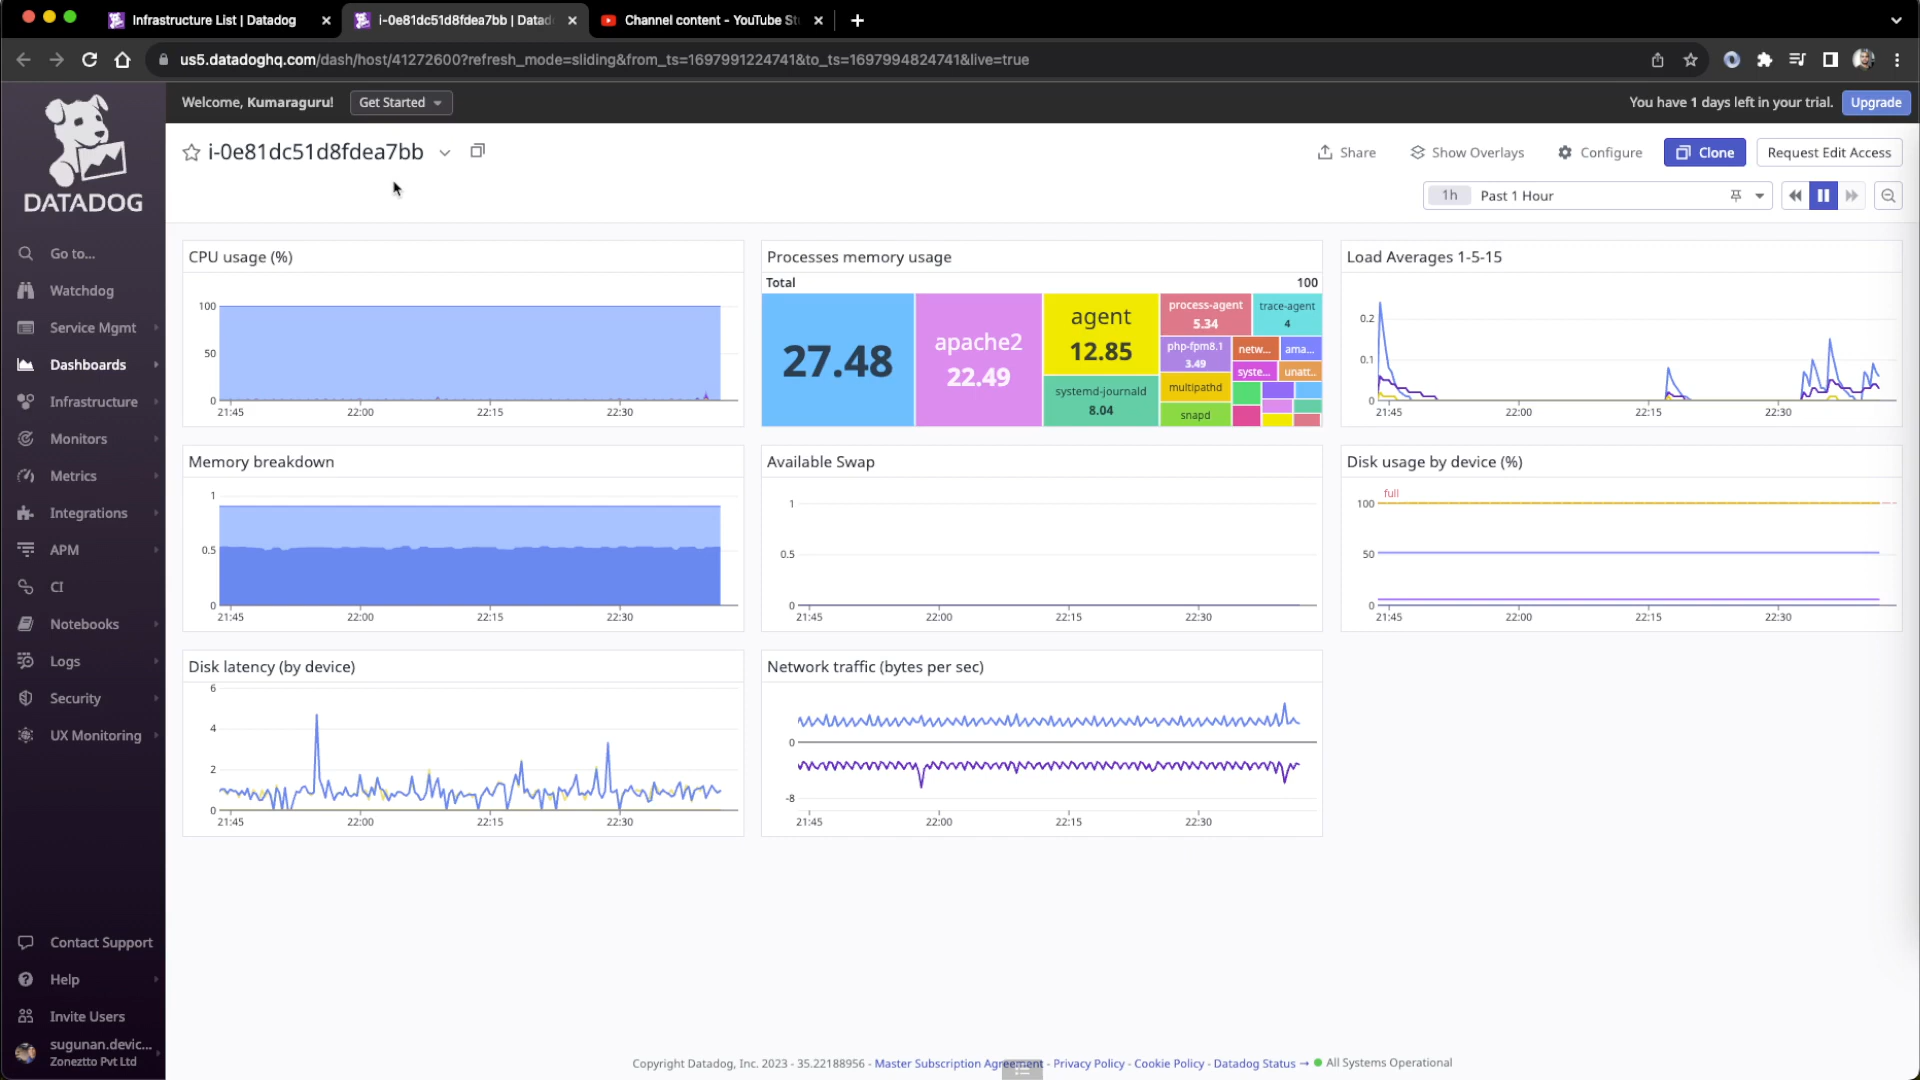 Infrastructure List | Datadog
i-0e81dc51d8fdea7bb | Datad
Channel content - YouTube St
us5.datadoghq.com/dash/host/41272600?refresh_mode=sliding&from_ts=1697991224741&to_ts=1697994824741&live=true
DATADOG
Go to...
Watchdog
Service Mgmt
Dashboards
Infrastructure
Monitors
Metrics
Integrations
APM
CI
Notebooks
Logs
Security
UX Monitoring
Contact Support
Help
Invite Users
sugunan.devic...
Zoneztto Pvt Ltd
Welcome, Kumaraguru!
Get Started
You have 1 days left in your trial.
Upgrade
i-0e81dc51d8fdea7bb
Share
Show Overlays
Configure
Clone
Request Edit Access
1h Past 1 Hour
CPU usage (%)
100
50
0
21:45 22:00 22:15 22:30
Processes memory usage
Total 100
27.48
apache2
22.49
agent
12.85
systemd-journald
8.04
process-agent
5.34
trace-agent
4
php-fpm8.1
3.49
netw...
ama...
syste...
unatt..
multipathd
snapd
Load Averages 1-5-15
0.2
0.1
0
21:45 22:00 22:15 22:30
Memory breakdown
1
0.5
0
21:45 22:00 22:15 22:30
Available Swap
1
0.5
0
21:45 22:00 22:15 22:30
Disk usage by device (%)
full
100
50
0
21:45 22:00 22:15 22:30
Disk latency (by device)
6
4
2
0
21:45 22:00 22:15 22:30
Network traffic (bytes per sec)
0
-8
21:45 22:00 22:15 22:30
Copyright Datadog, Inc. 2023 - 35.22188956 - Master Subscription Agreement - Privacy Policy - Cookie Policy - Datadog Status → All Systems Operational